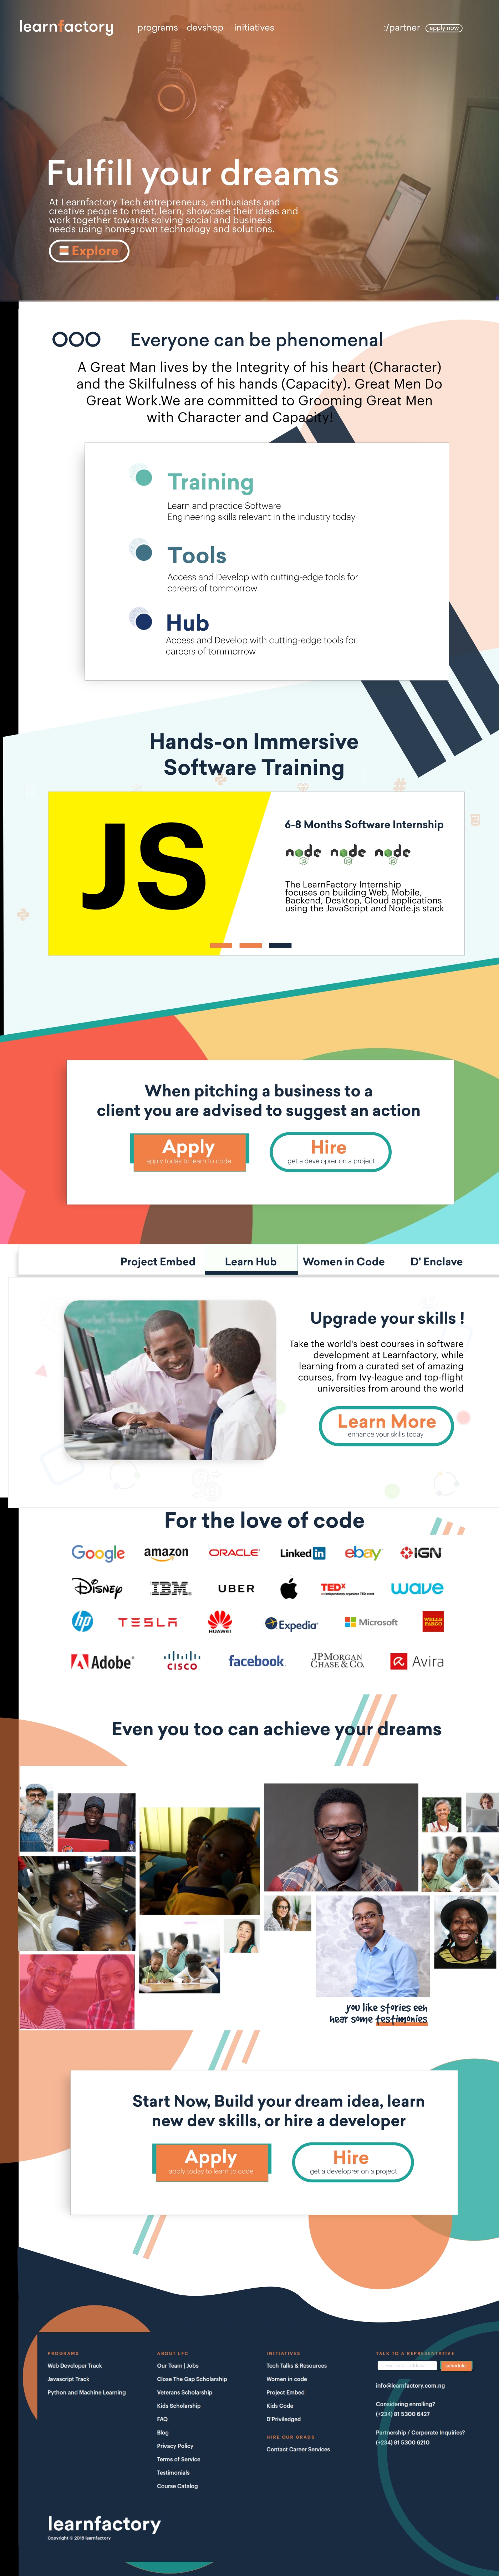 learnfactory
programs devshop initiatives
:/partner apply now
Fulfill your dreams
At Learnfactory Tech entrepreneurs, enthusiasts and
creative people to meet, learn, showcase their ideas and
work together towards solving social and business
needs using homegrown technology and solutions.
Explore
Everyone can be phenomenal
A Great Man lives by the Integrity of his heart (Character)
and the Skilfulness of his hands (Capacity). Great Men Do
Great Work.We are committed to Grooming Great Men
with Character and Capacity!
Training
Learn and practice Software
Engineering skills relevant in the industry today
Tools
Access and Develop with cutting-edge tools for
careers of tommorrow
Hub
Access and Develop with cutting-edge tools for
careers of tommorrow
Hands-on Immersive
Software Training
JS
6-8 Months Software Internship
node node node
JS JS JS
The LearnFactory Internship
focuses on building Web, Mobile,
Backend, Desktop, Cloud applications
using the JavaScript and Node.js stack
When pitching a business to a
client you are advised to suggest an action
Apply
apply today to learn to code
Hire
get a developrer on a project
Project Embed
Learn Hub
Women in Code
D' Enclave
Upgrade your skills !
Take the world's best courses in software
development at Learnfactory, while
learning from a curated set of amazing
courses, from Ivy-league and top-flight
universities from around the world
Learn More
enhance your skills today
For the love of code
Google amazon ORACLE LinkedIn ebay IGN
Disney IBM UBER TEDx wave
x=independently organized TED event
hp TESLA HUAWEI Expedia Microsoft WELLS FARGO
Adobe CISCO facebook. JPMORGAN CHASE & CO. Avira
Even you too can achieve your dreams
you like stories eeh
hear some testimonies
Start Now, Build your dream idea, learn
new dev skills, or hire a developer
Apply
apply today to learn to code
Hire
get a developrer on a project
PROGRAMS
Web Developer Track
Javascript Track
Python and Machine Learning
ABOUT LFC
Our Team | Jobs
Close The Gap Scholarship
Veterans Scholarship
Kids Scholarship
FAQ
Blog
Privacy Policy
Terms of Service
Testimonials
Course Catalog
INITIATIVES
Tech Talks & Resources
Women in code
Project Embed
Kids Code
D'Priviledged
HIRE OUR GRADS
Contact Career Services
TALK TO A REPRESENTATIVE
schedule
info@learnfactory.com.ng
Considering enrolling?
(+234) 81 5300 6427
Partnership / Corporate Inquiries?
(+234) 81 5300 6210
learnfactory
Copyright © 2018 learnfactory